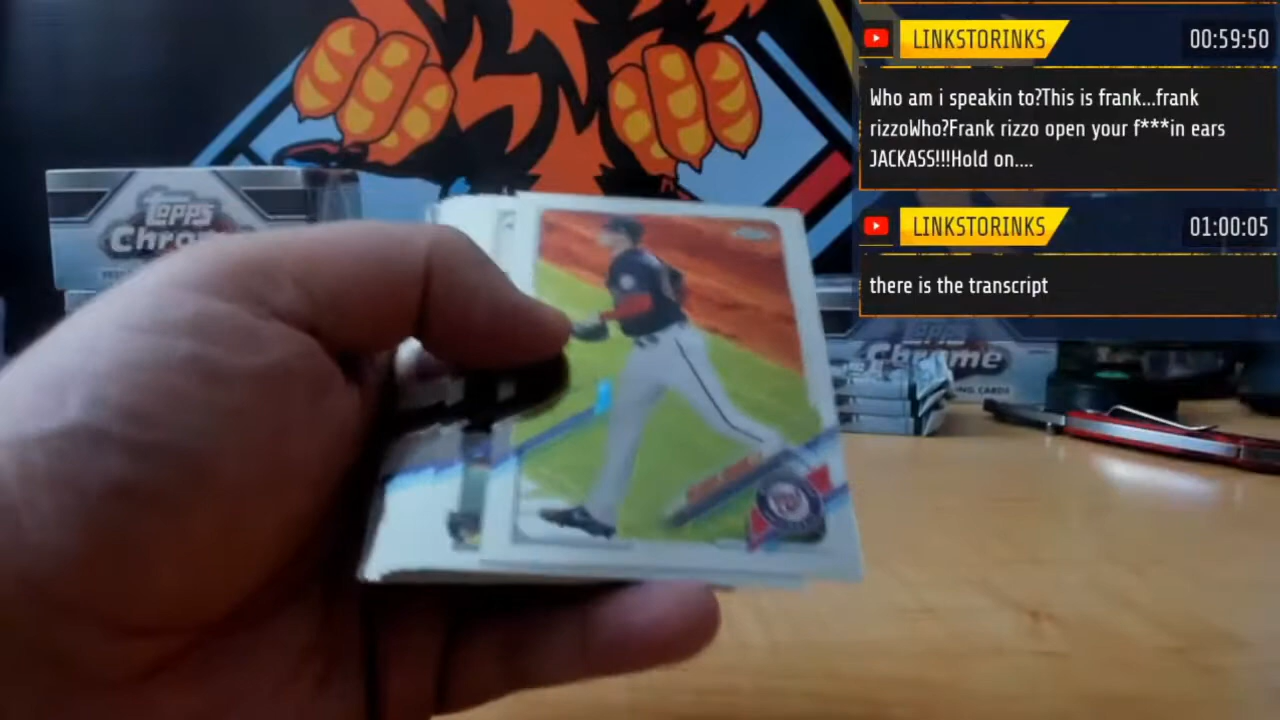 LINKSTORINKS
00:59:50
Who am i speakin to?This is frank...frank
rizzoWho?Frank rizzo open your f***in ears
JACKASS!!!Hold on....
LINKSTORINKS
01:00:05
there is the transcript
Topps
Chrome
Topps
Chrome